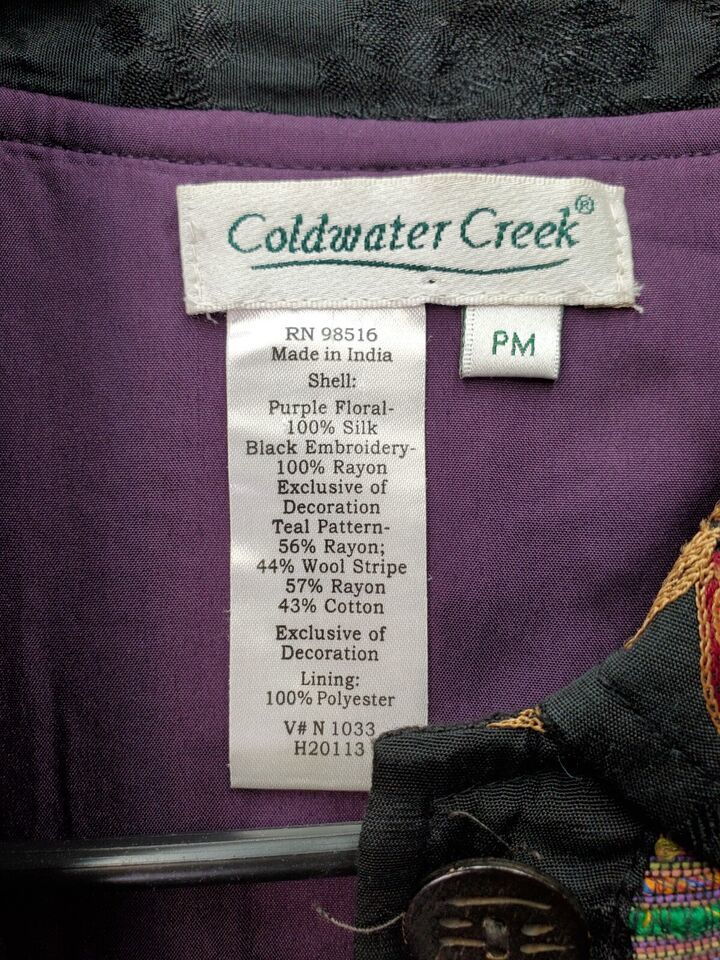 Coldwater Creek®
PM
RN 98516
Made in India
Shell:
Purple Floral-
100% Silk
Black Embroidery-
100% Rayon
Exclusive of
Decoration
Teal Pattern-
56% Rayon;
44% Wool Stripe
57% Rayon
43% Cotton
Exclusive of
Decoration
Lining:
100% Polyester
V# N 1033
H20113